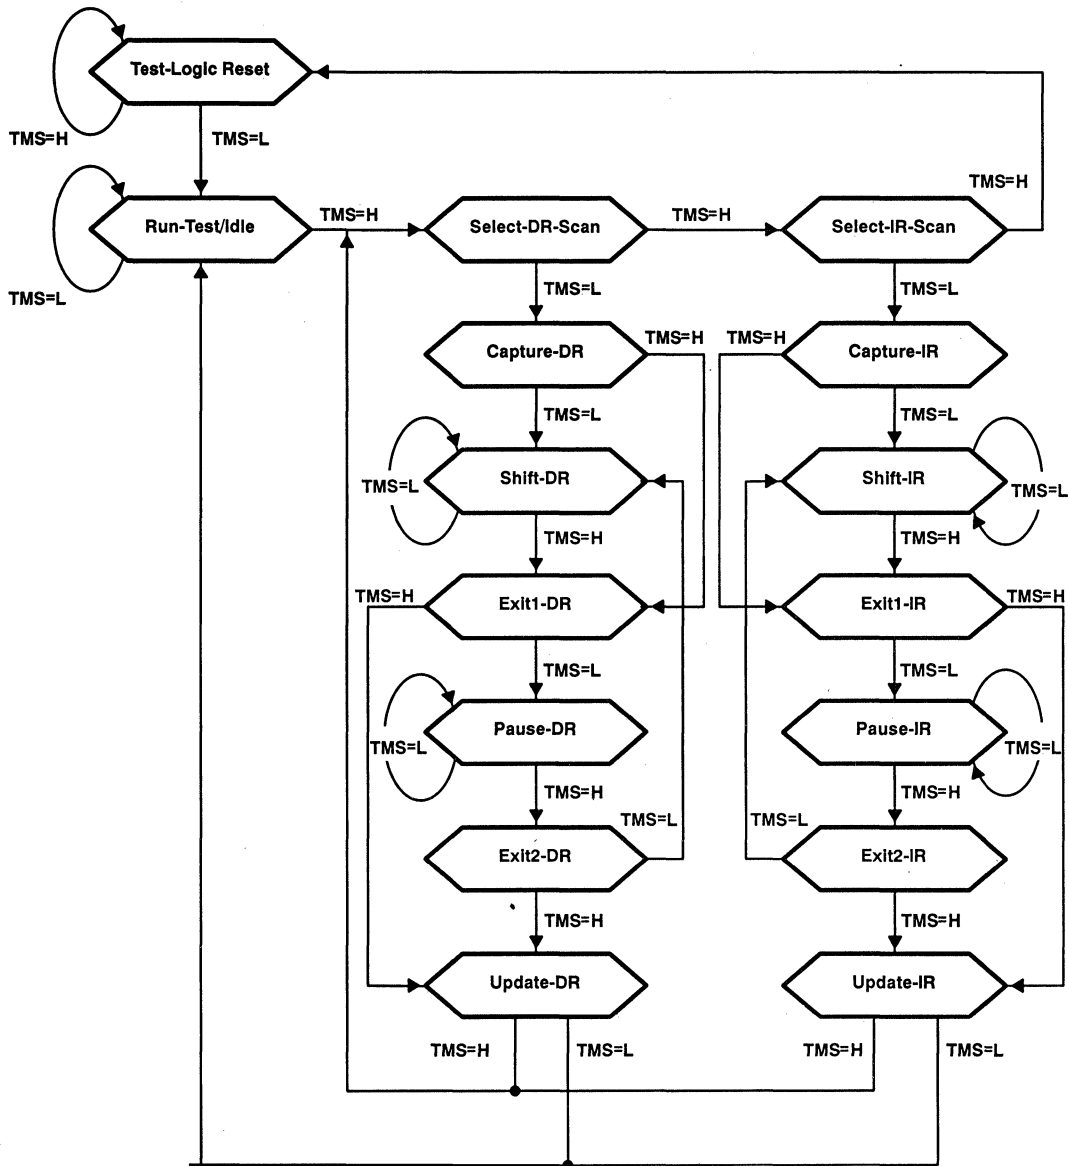 Test-Logic Reset
TMS=H
TMS=L
TMS=H
Run-Test/Idle
TMS=H
Select-DR-Scan
TMS=H
Select-IR-Scan
TMS=L
TMS=L
TMS=L
TMS=H
TMS=H
Capture-DR
Capture-IR
TMS=L
TMS=L
Shift-DR
Shift-IR
TMS=L
TMS=L
TMS=H
TMS=H
TMS=H
Exit1-DR
Exit1-IR
TMS=H
TMS=L
TMS=L
Pause-DR
Pause-IR
TMS=L
TMS=L
TMS=H
TMS=H
TMS=L
TMS=L
Exit2-DR
Exit2-IR
TMS=H
TMS=H
Update-DR
Update-IR
TMS=H
TMS=L
TMS=H
TMS=L